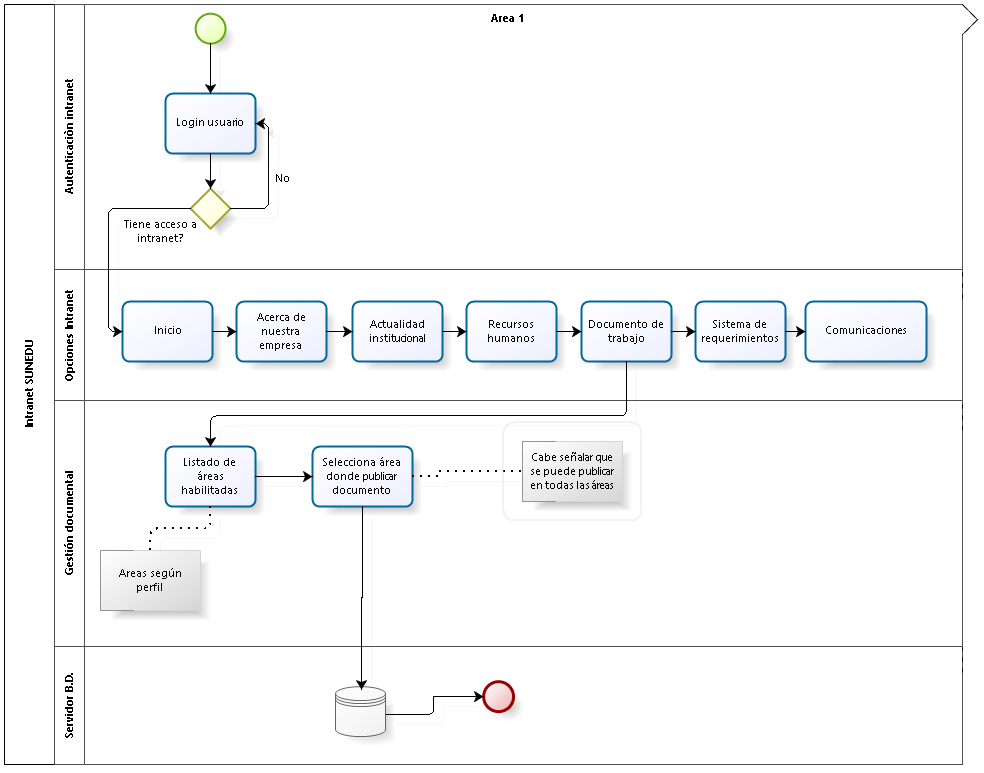 Area 1
Intranet SUNEDU
Autenticación intranet
Login usuario
No
Tiene acceso a
intranet?
Opciones Intranet
Inicio
Acerca de
nuestra
empresa
Actualidad
institucional
Recursos
humanos
Documento de
trabajo
Sistema de
requerimientos
Comunicaciones
Gestión documental
Listado de
áreas
habilitadas
Selecciona área
donde publicar
documento
Cabe señalar que
se puede publicar
en todas las áreas
Areas según
perfil
Servidor B.D.